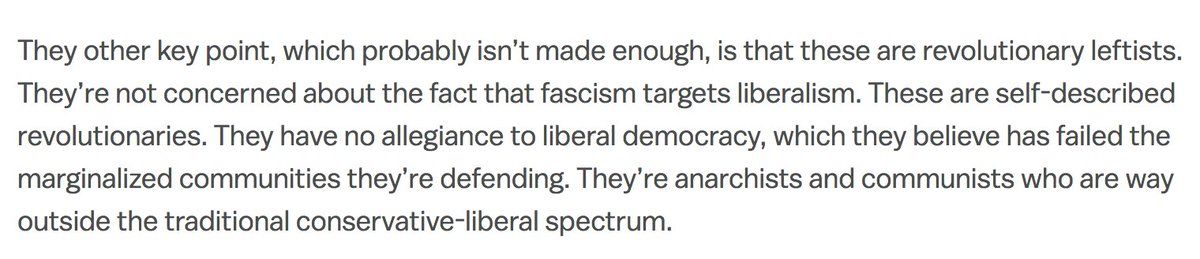 They other key point, which probably isn’t made enough, is that these are revolutionary leftists.
They’re not concerned about the fact that fascism targets liberalism. These are self-described
revolutionaries. They have no allegiance to liberal democracy, which they believe has failed the
marginalized communities they’re defending. They’re anarchists and communists who are way
outside the traditional conservative-liberal spectrum.